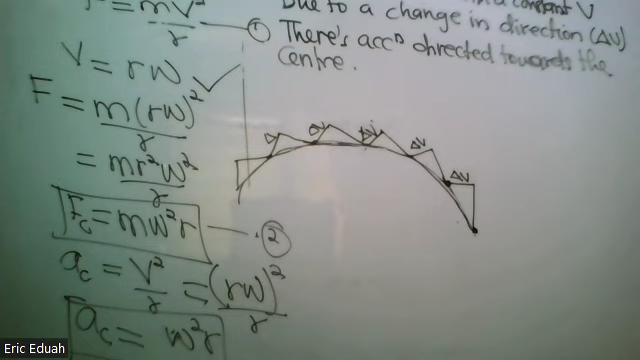 F = mv²/r — ①
V = rω
F = m(rω)²/r
= mr²ω²/r
Fc = mω²r — ②
ac = V²/r = (rω)²/r
ac = ω²r
Due to a change in direction (ΔV)
There's accⁿ directed towards the
Centre.
Δ ΔV ΔV ΔV ΔV
Eric Eduah